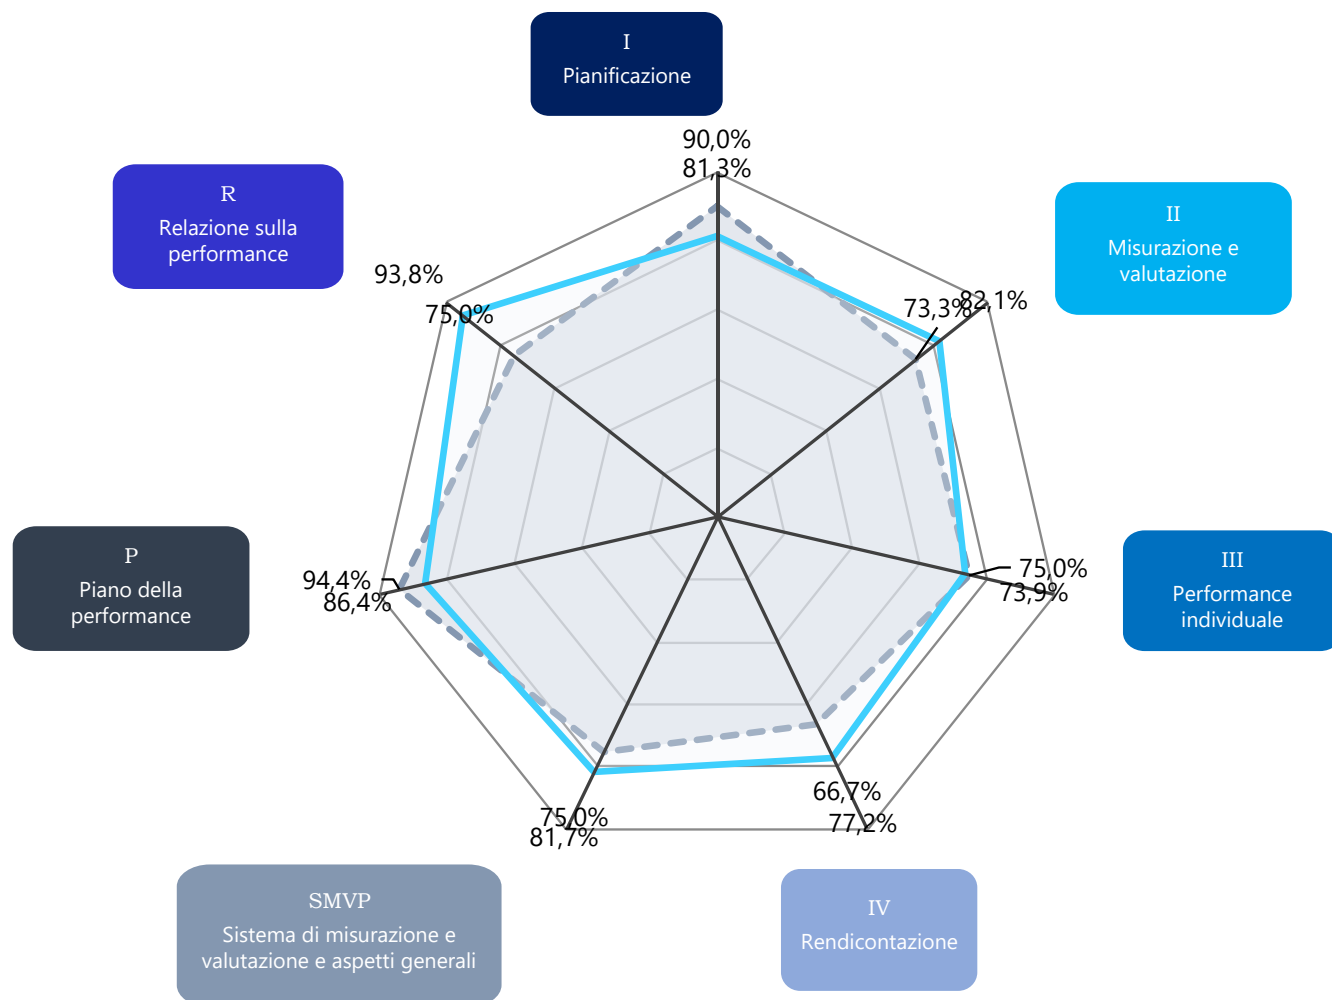 I
Pianificazione
90,0%
81,3%
R
Relazione sulla
performance
II
Misurazione e
valutazione
93,8%
75,0%
73,3%
82,1%
P
Piano della
performance
94,4%
86,4%
75,0%
73,9%
III
Performance
individuale
66,7%
77,2%
75,0%
81,7%
SMVP
Sistema di misurazione e
valutazione e aspetti generali
IV
Rendicontazione